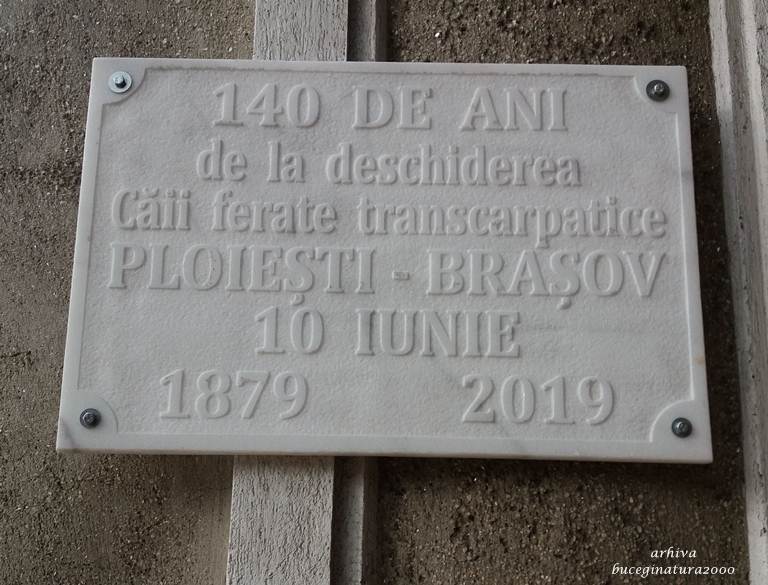 140 DE ANI
de la deschiderea
Căii ferate transcarpatice
PLOIEȘTI - BRAȘOV
10 IUNIE
1879 2019
arhiva
buceginatura2000